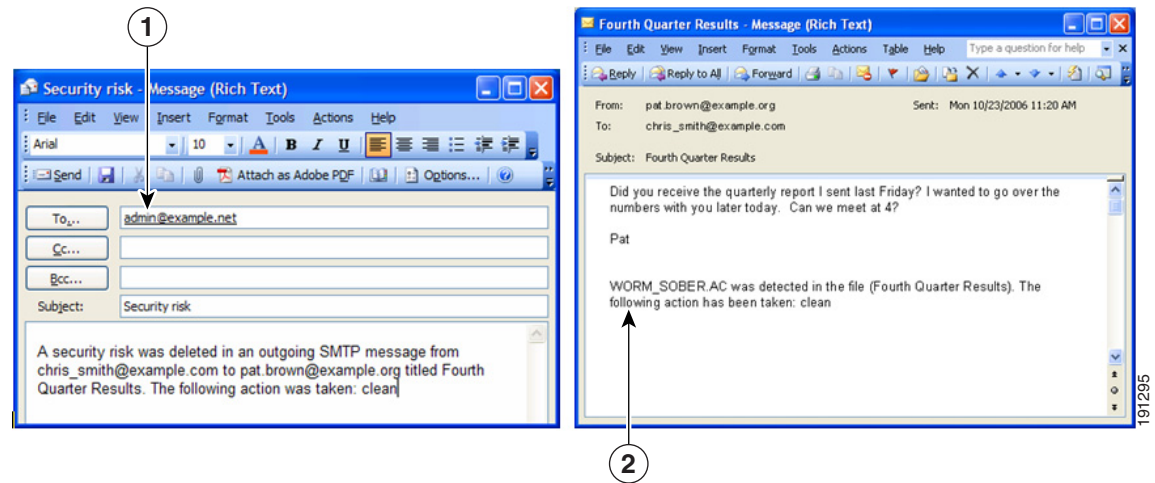 1
Security risk - Message (Rich Text)
File Edit View Insert Format Tools Actions Help
Arial 10 A B I U
Send Attach as Adobe PDF Options...
To... admin@example.net
Cc...
Bcc...
Subject: Security risk
A security risk was deleted in an outgoing SMTP message from
chris_smith@example.com to pat.brown@example.org titled Fourth
Quarter Results. The following action was taken: clean
Fourth Quarter Results - Message (Rich Text)
File Edit View Insert Format Tools Actions Table Help Type a question for help
Reply Reply to All Forward
From: pat.brown@example.org Sent: Mon 10/23/2006 11:20 AM
To: chris_smith@example.com
Subject: Fourth Quarter Results
Did you receive the quarterly report I sent last Friday? I wanted to go over the
numbers with you later today. Can we meet at 4?
Pat
WORM_SOBER.AC was detected in the file (Fourth Quarter Results). The
following action has been taken: clean
2
191295